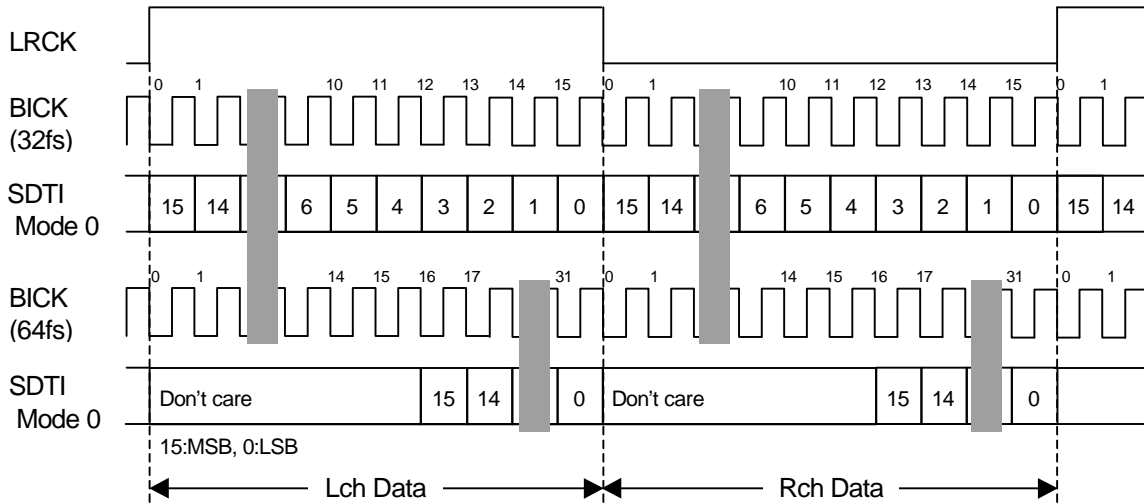 LRCK
0 1 10 11 12 13 14 15 0 1 10 11 12 13 14 15 0 1
BICK
(32fs)
SDTI
Mode 0
15 14 6 5 4 3 2 1 0 15 14 6 5 4 3 2 1 0 15 14
0 1 14 15 16 17 31 0 1 14 15 16 17 31 0 1
BICK
(64fs)
SDTI
Mode 0
Don't care 15 14 0 Don't care 15 14 0
15:MSB, 0:LSB
Lch Data Rch Data